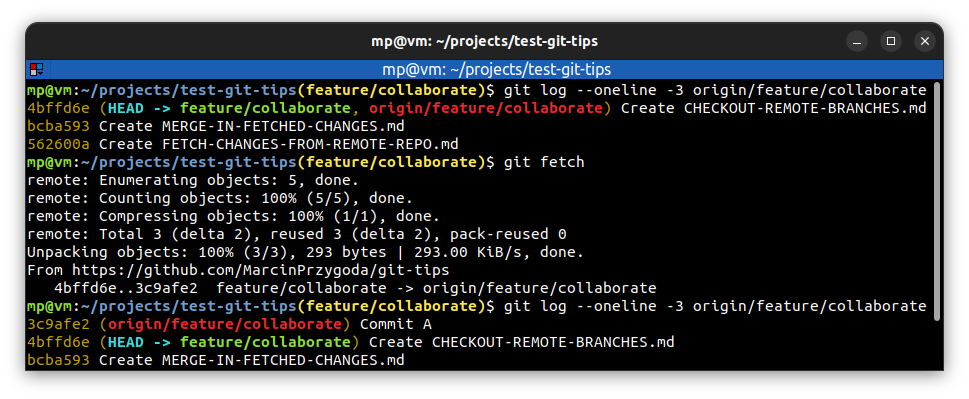 mp@vm: ~/projects/test-git-tips
mp@vm: ~/projects/test-git-tips
mp@vm:~/projects/test-git-tips(feature/collaborate)$ git log --oneline -3 origin/feature/collaborate
4bffd6e (HEAD -> feature/collaborate, origin/feature/collaborate) Create CHECKOUT-REMOTE-BRANCHES.md
bcba593 Create MERGE-IN-FETCHED-CHANGES.md
562600a Create FETCH-CHANGES-FROM-REMOTE-REPO.md
mp@vm:~/projects/test-git-tips(feature/collaborate)$ git fetch
remote: Enumerating objects: 5, done.
remote: Counting objects: 100% (5/5), done.
remote: Compressing objects: 100% (1/1), done.
remote: Total 3 (delta 2), reused 3 (delta 2), pack-reused 0
Unpacking objects: 100% (3/3), 293 bytes | 293.00 KiB/s, done.
From https://github.com/MarcinPrzygoda/git-tips
   4bffd6e..3c9afe2  feature/collaborate -> origin/feature/collaborate
mp@vm:~/projects/test-git-tips(feature/collaborate)$ git log --oneline -3 origin/feature/collaborate
3c9afe2 (origin/feature/collaborate) Commit A
4bffd6e (HEAD -> feature/collaborate) Create CHECKOUT-REMOTE-BRANCHES.md
bcba593 Create MERGE-IN-FETCHED-CHANGES.md